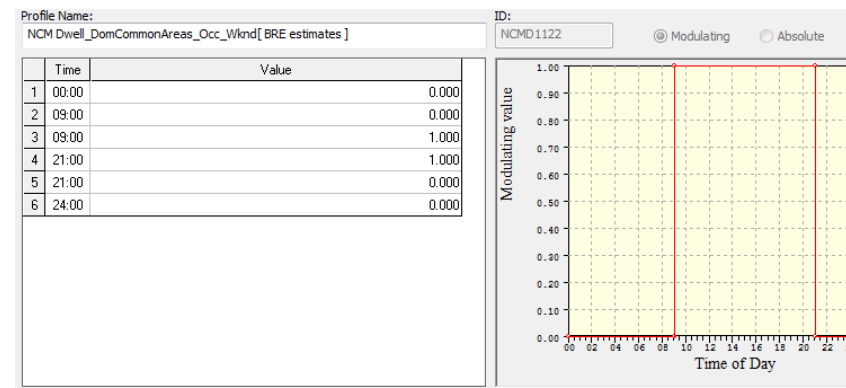 Profile Name:
NCM Dwell_DomCommonAreas_Occ_Wknd[ BRE estimates ]
ID:
NCMD1122
Modulating
Absolute
Time Value
1 00:00 0.000
2 09:00 0.000
3 09:00 1.000
4 21:00 1.000
5 21:00 0.000
6 24:00 0.000
Modulating value
1.00
0.90
0.80
0.70
0.60
0.50
0.40
0.30
0.20
0.10
0.00
00 02 04 06 08 10 12 14 16 18 20 22
Time of Day